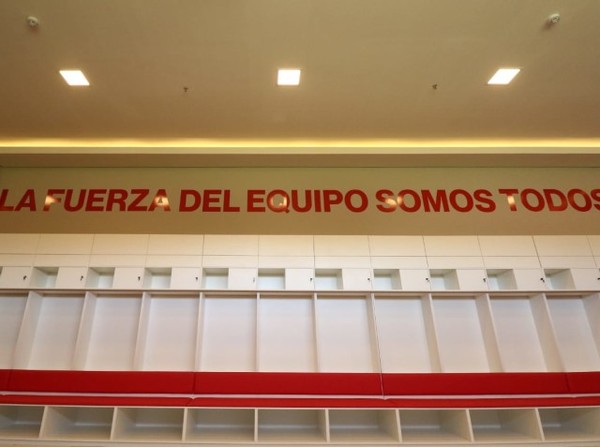 LA FUERZA DEL EQUIPO SOMOS TODOS